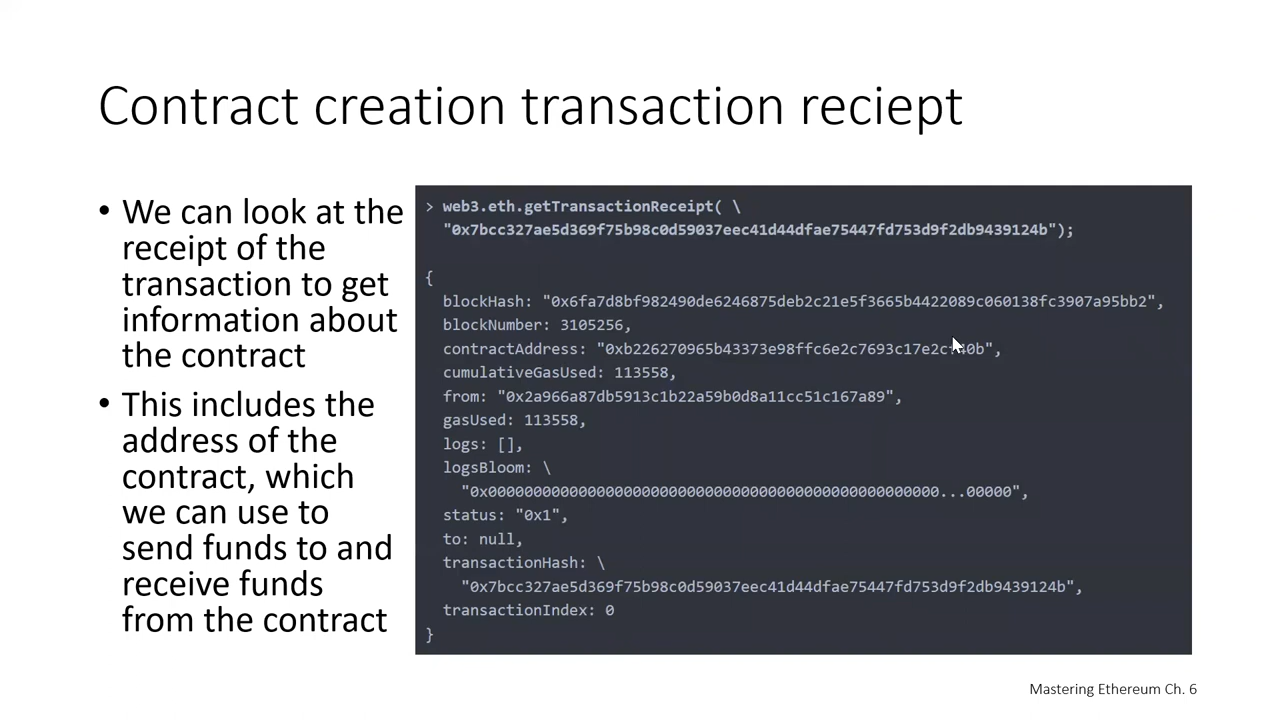 Contract creation transaction reciept
• We can look at the
receipt of the
transaction to get
information about
the contract
• This includes the
address of the
contract, which
we can use to
send funds to and
receive funds
from the contract
> web3.eth.getTransactionReceipt( \
"0x7bcc327ae5d369f75b98c0d59037eec41d44dfae75447fd753d9f2db9439124b");
{
blockHash: "0x6fa7d8bf982490de6246875deb2c21e5f3665b4422089c060138fc3907a95bb2",
blockNumber: 3105256,
contractAddress: "0xb226270965b43373e98ffc6e2c7693c17e2cf40b",
cumulativeGasUsed: 113558,
from: "0x2a966a87db5913c1b22a59b0d8a11cc51c167a89",
gasUsed: 113558,
logs: [],
logsBloom: \
"0x00000000000000000000000000000000000000000000000000...00000",
status: "0x1",
to: null,
transactionHash: \
"0x7bcc327ae5d369f75b98c0d59037eec41d44dfae75447fd753d9f2db9439124b",
transactionIndex: 0
}
Mastering Ethereum Ch. 6